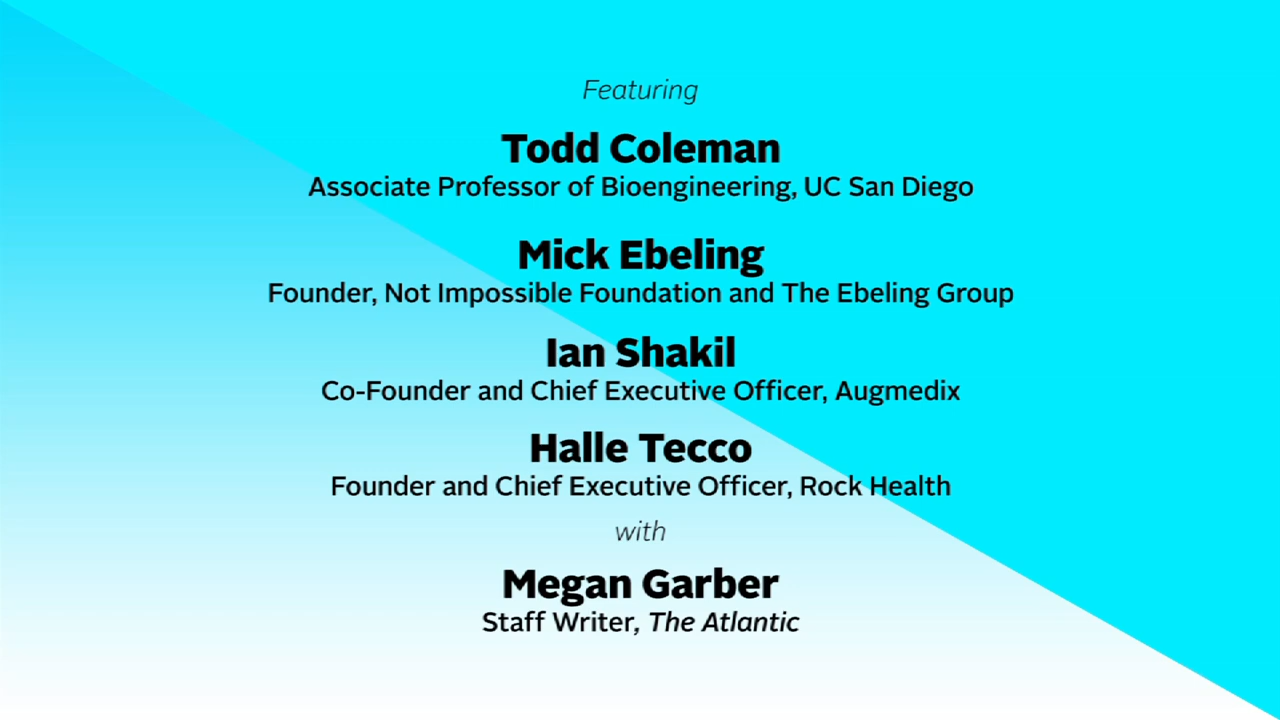 Featuring
Todd Coleman
Associate Professor of Bioengineering, UC San Diego
Mick Ebeling
Founder, Not Impossible Foundation and The Ebeling Group
Ian Shakil
Co-Founder and Chief Executive Officer, Augmedix
Halle Tecco
Founder and Chief Executive Officer, Rock Health
with
Megan Garber
Staff Writer, The Atlantic